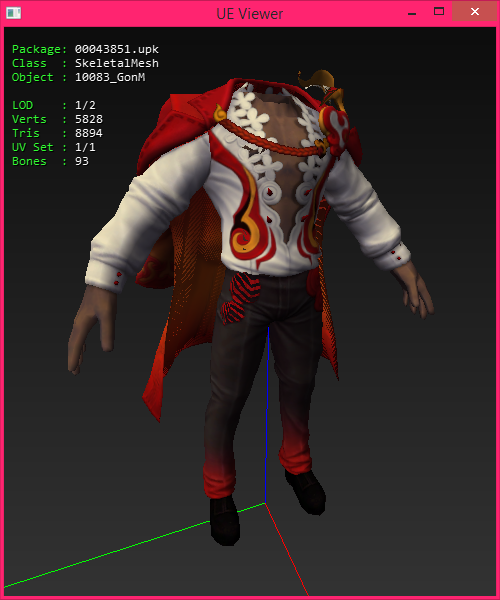 UE Viewer
Package: 00043851.upk
Class  : SkeletalMesh
Object : 10083_GonM
LOD    : 1/2
Verts  : 5828
Tris   : 8894
UV Set : 1/1
Bones  : 93